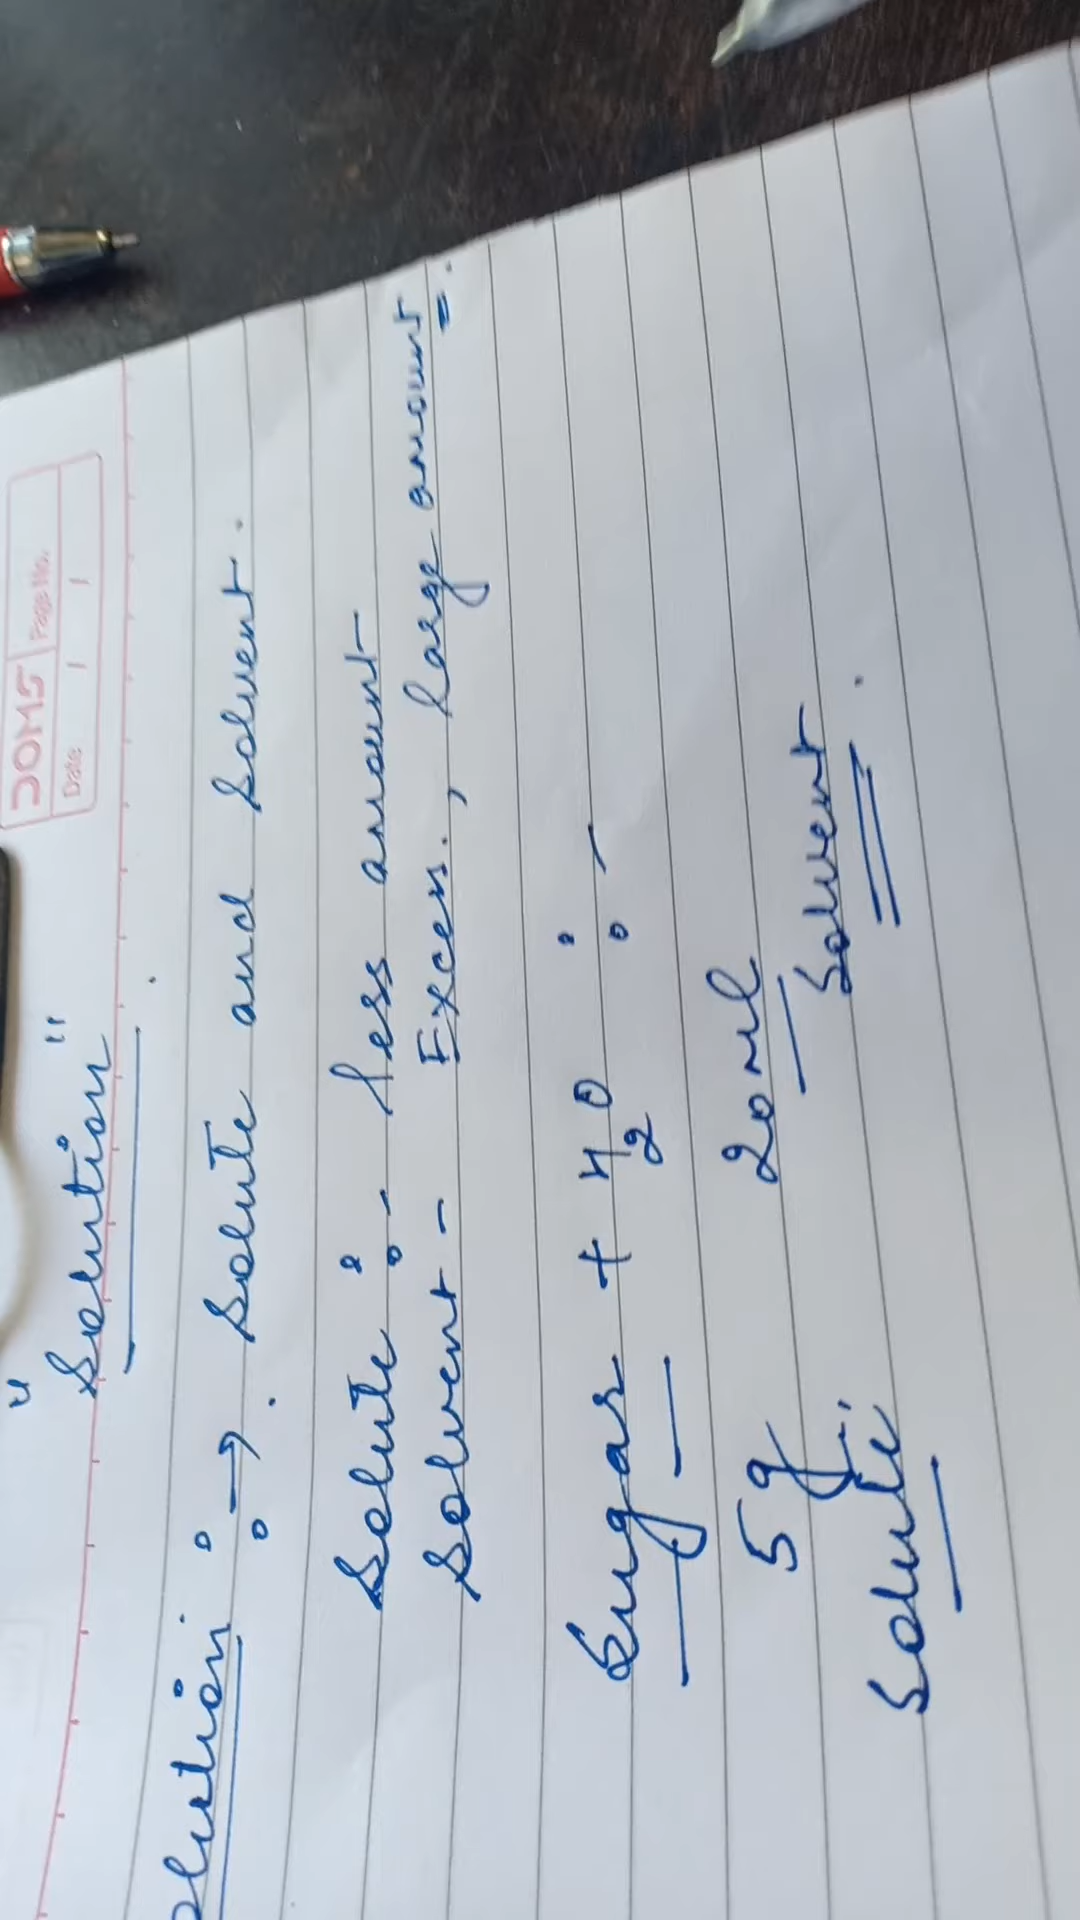 DOMS Page No.
Date / /
"Solution"
olution :→ Solute and Solvent.
Solute :- less amount
Solvent - Excess., large amount.
Sugar + H2O :-
5g 20ml
Solute Solvent.